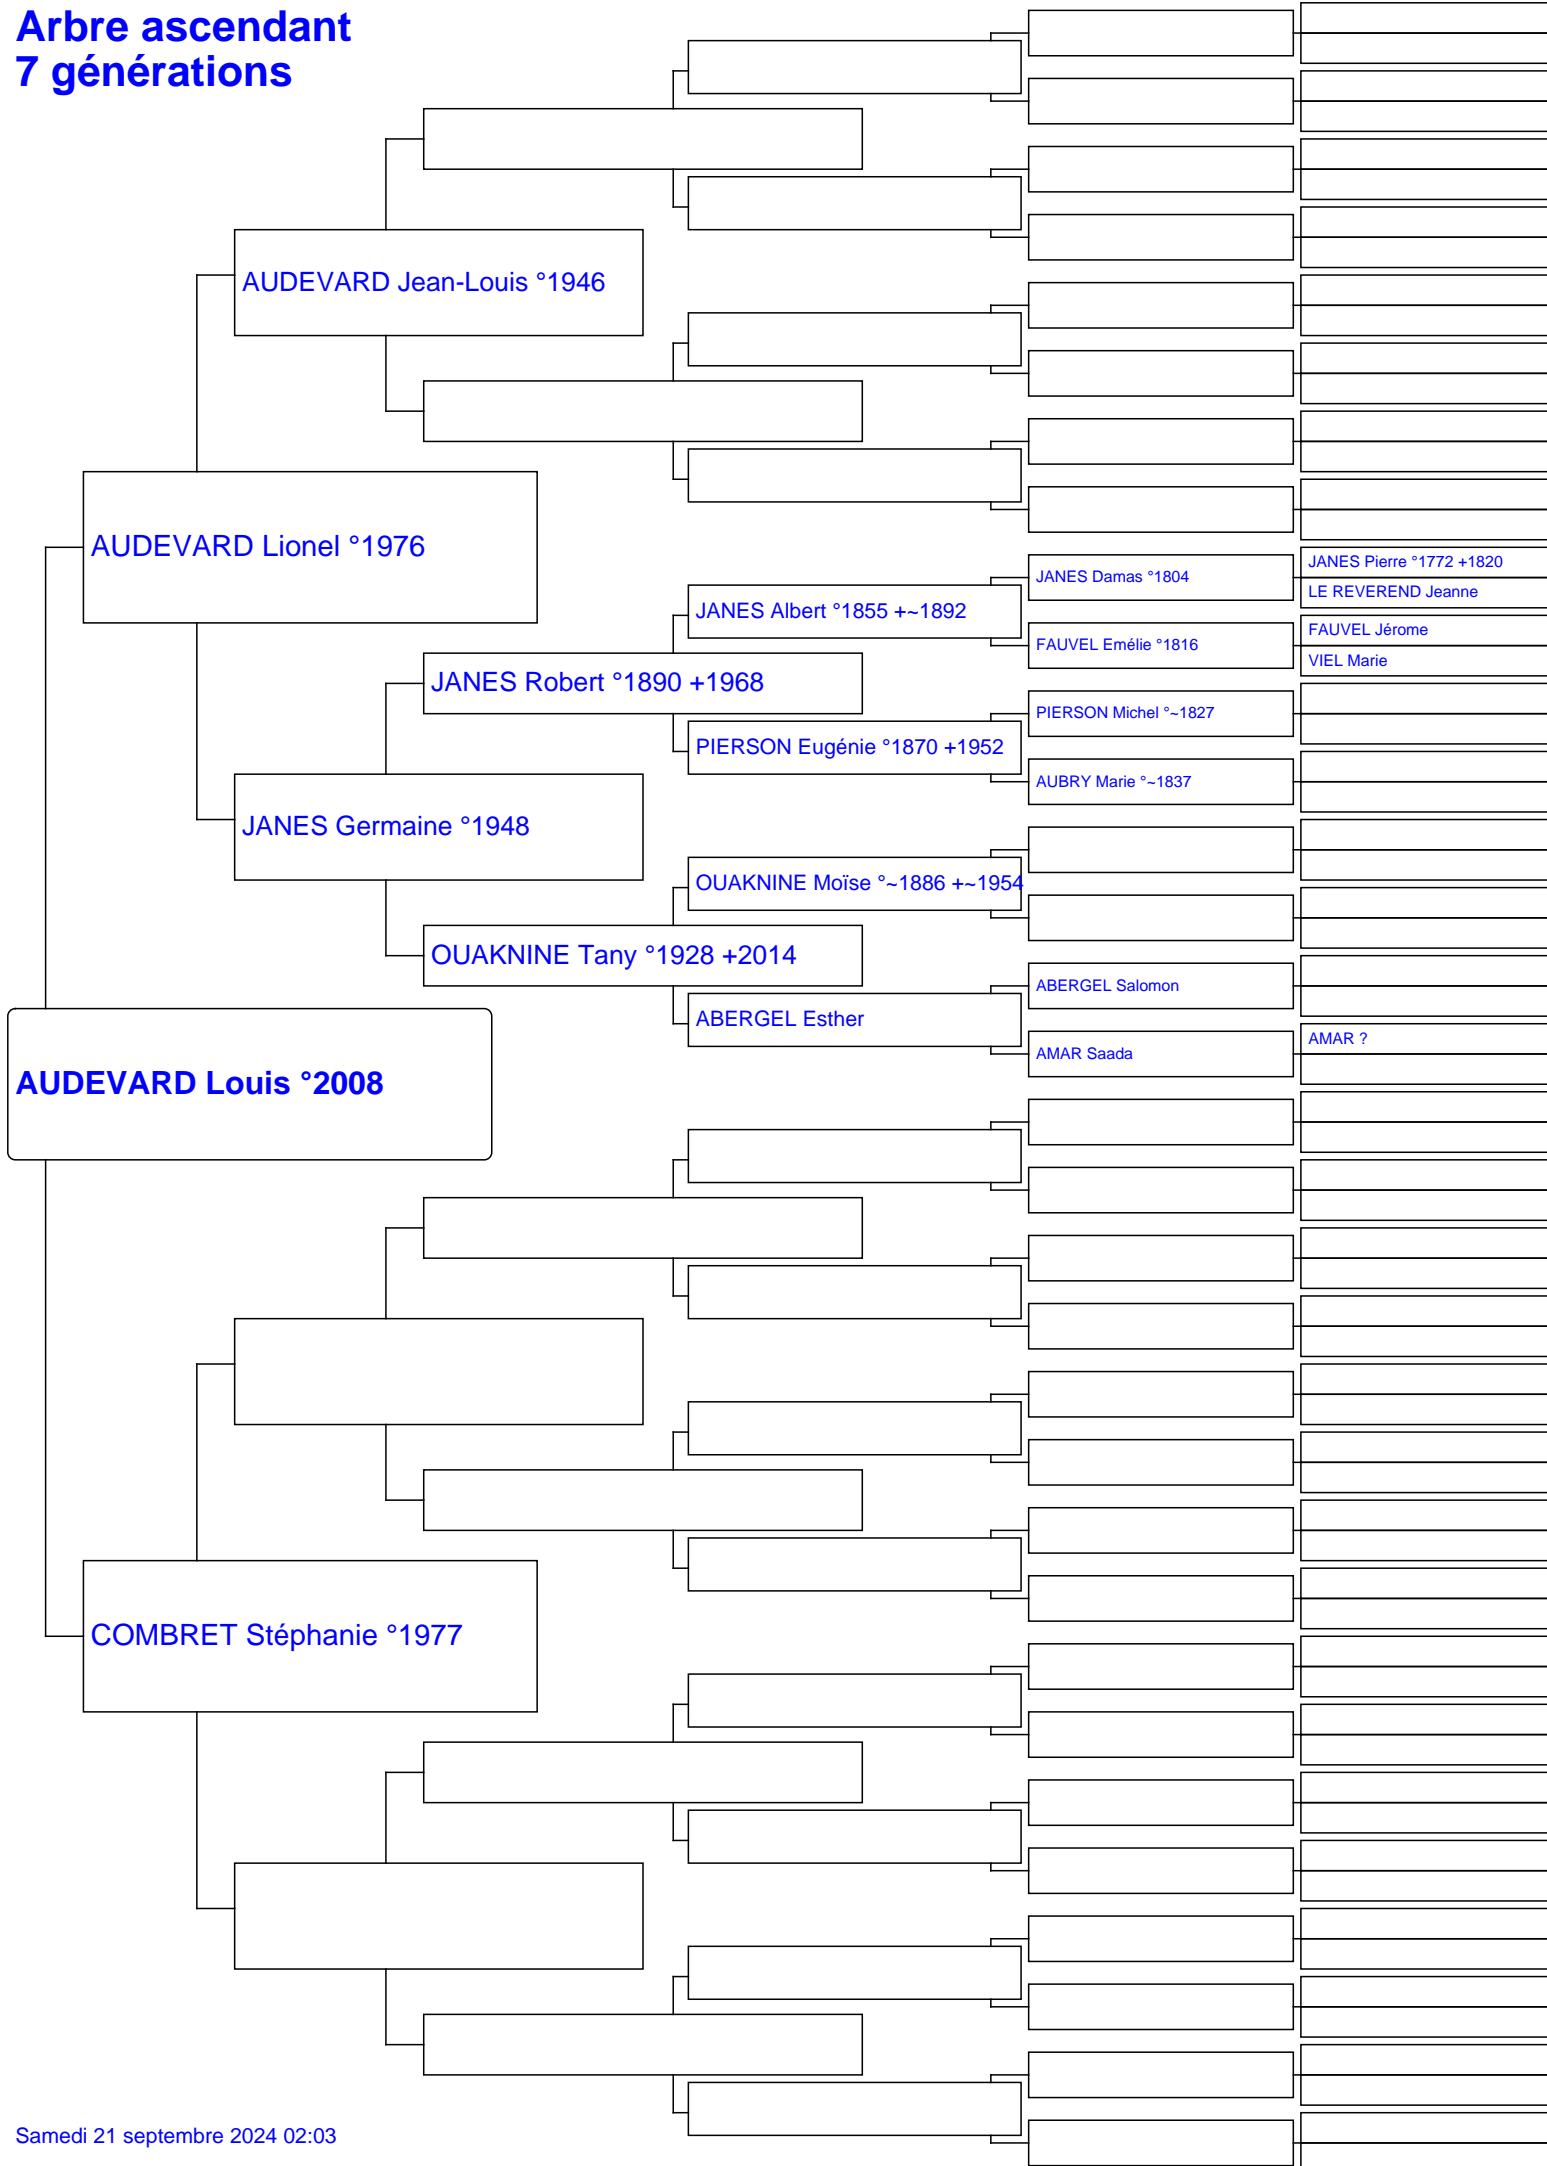 Arbre ascendant
7 générations
AUDEVARD Jean-Louis °1946
AUDEVARD Lionel °1976
JANES Pierre °1772 +1820
JANES Damas °1804
LE REVEREND Jeanne
JANES Albert °1855 +~1892
FAUVEL Jérome
FAUVEL Emélie °1816
VIEL Marie
JANES Robert °1890 +1968
PIERSON Michel °~1827
PIERSON Eugénie °1870 +1952
AUBRY Marie °~1837
JANES Germaine °1948
OUAKNINE Moïse °~1886 +~1954
OUAKNINE Tany °1928 +2014
ABERGEL Salomon
ABERGEL Esther
AMAR ?
AMAR Saada
AUDEVARD Louis °2008
COMBRET Stéphanie °1977
Samedi 21 septembre 2024 02:03